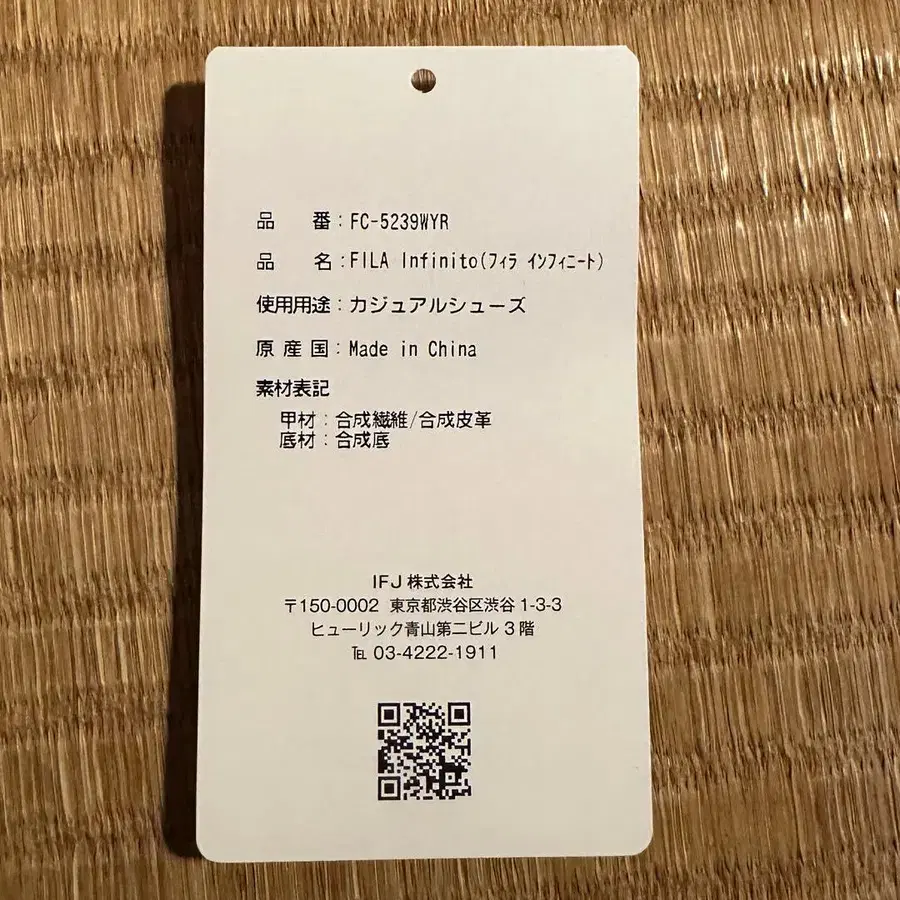 品 番：FC-5239WYR
品 名：FILA Infinito(ﾌｨﾗ ｲﾝﾌｨﾆｰﾄ)
使用用途：カジュアルシューズ
原 産 国：Made in China
素材表記
甲材：合成繊維/合成皮革
底材：合成底
IFJ 株式会社
〒150-0002 東京都渋谷区渋谷 1-3-3
ヒューリック青山第二ビル 3 階
℡ 03-4222-1911